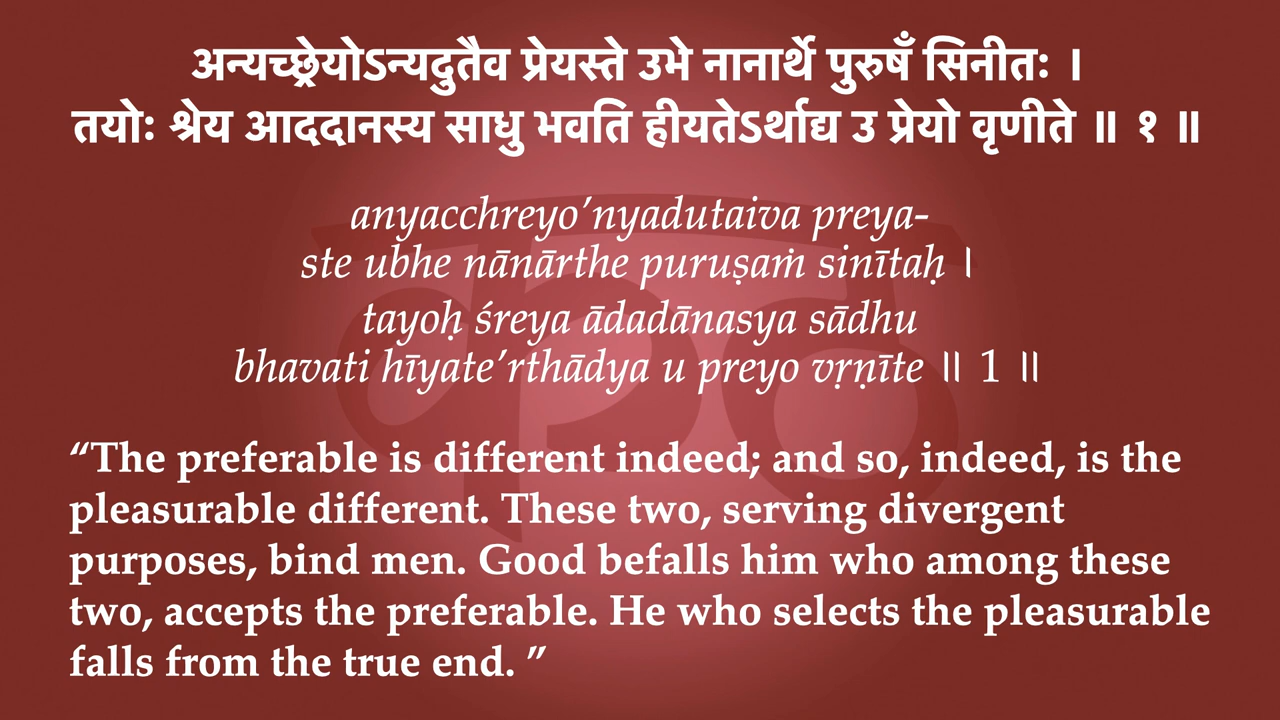 अन्यच्छ्रेयोऽन्यदुतैव प्रेयस्ते उभे नानार्थे पुरुषँ सिनीतः ।
तयोः श्रेय आददानस्य साधु भवति हीयतेऽर्थाद्य उ प्रेयो वृणीते ॥ १ ॥
anyacchreyo’nyadutaiva preya-
ste ubhe nānārthe puruṣaṁ sinītaḥ ।
tayoḥ śreya ādadānasya sādhu
bhavati hīyate’rthādya u preyo vṛṇīte ॥ 1 ॥
“The preferable is different indeed; and so, indeed, is the
pleasurable different. These two, serving divergent
purposes, bind men. Good befalls him who among these
two, accepts the preferable. He who selects the pleasurable
falls from the true end. ”